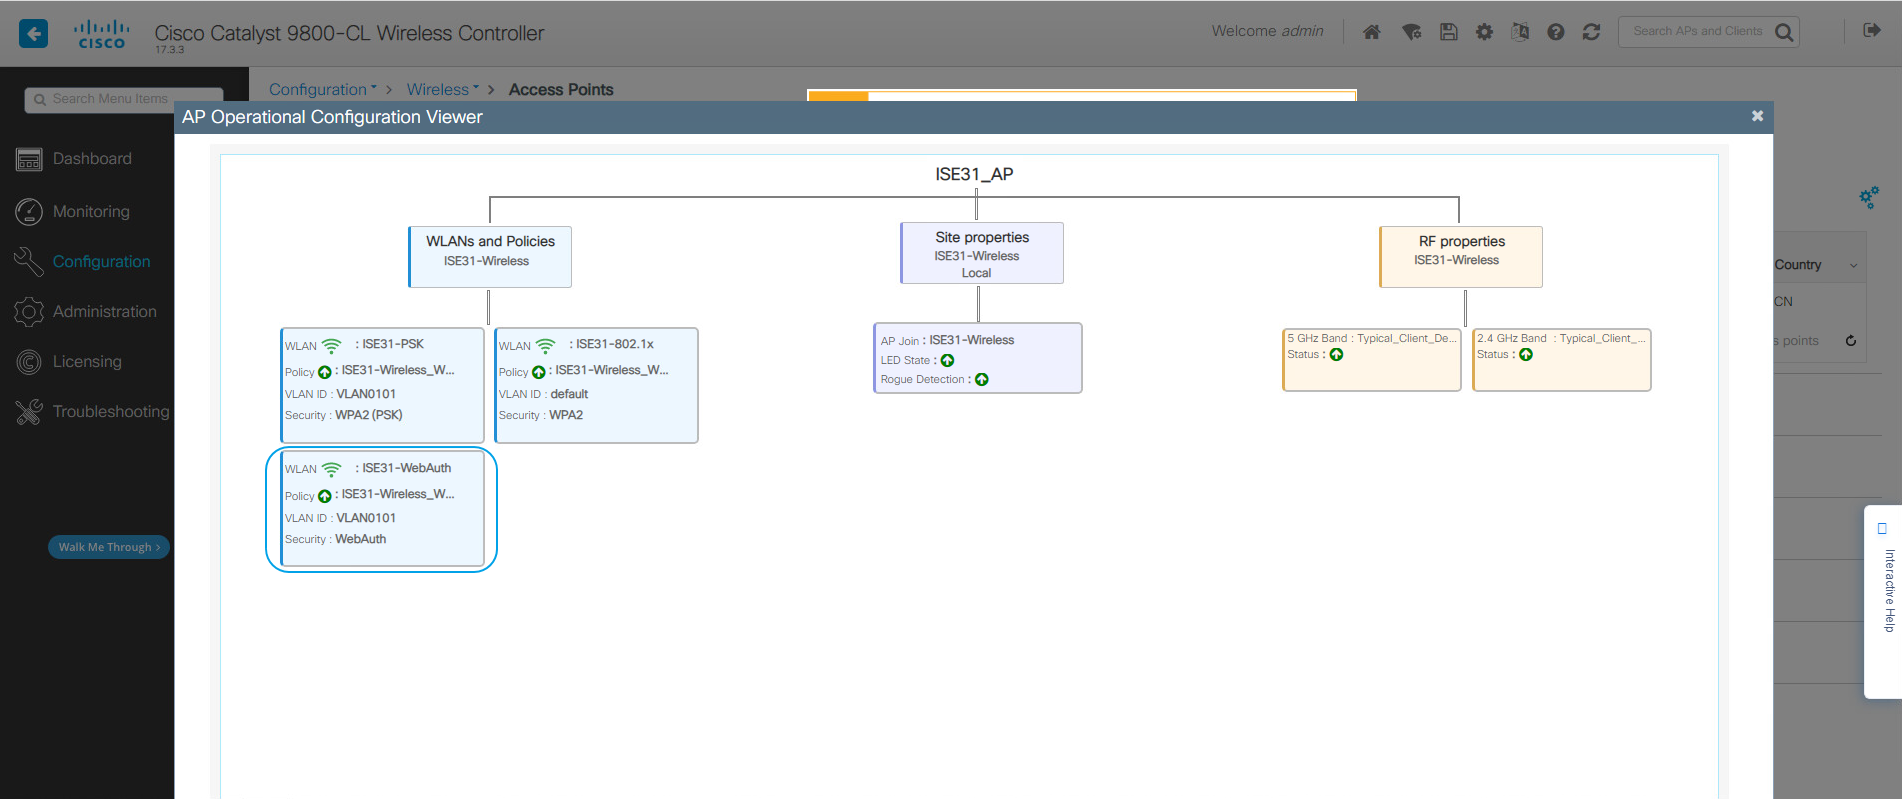 CISCO
Cisco Catalyst 9800-CL Wireless Controller
17.3.3
Welcome admin
Search APs and Clients
Search Menu Items
Configuration > Wireless > Access Points
Dashboard
Monitoring
Configuration
Administration
Licensing
Troubleshooting
Walk Me Through >
AP Operational Configuration Viewer
ISE31_AP
WLANs and Policies
ISE31-Wireless
Site properties
ISE31-Wireless
Local
RF properties
ISE31-Wireless
WLAN : ISE31-PSK
Policy : ISE31-Wireless_W...
VLAN ID : VLAN0101
Security : WPA2 (PSK)
WLAN : ISE31-802.1x
Policy : ISE31-Wireless_W...
VLAN ID : default
Security : WPA2
WLAN : ISE31-WebAuth
Policy : ISE31-Wireless_W...
VLAN ID : VLAN0101
Security : WebAuth
AP Join : ISE31-Wireless
LED State :
Rogue Detection :
5 GHz Band : Typical_Client_De...
Status :
2.4 GHz Band : Typical_Client_...
Status :
Country
CN
s points
Interactive Help